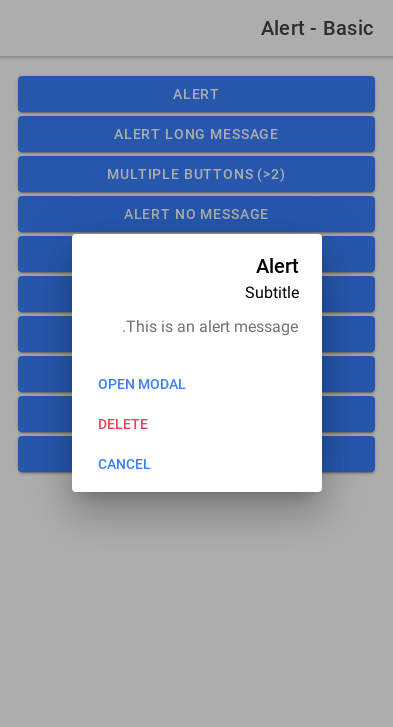 Alert - Basic
ALERT
ALERT LONG MESSAGE
MULTIPLE BUTTONS (>2)
ALERT NO MESSAGE
Alert
Subtitle
.This is an alert message
OPEN MODAL
DELETE
CANCEL